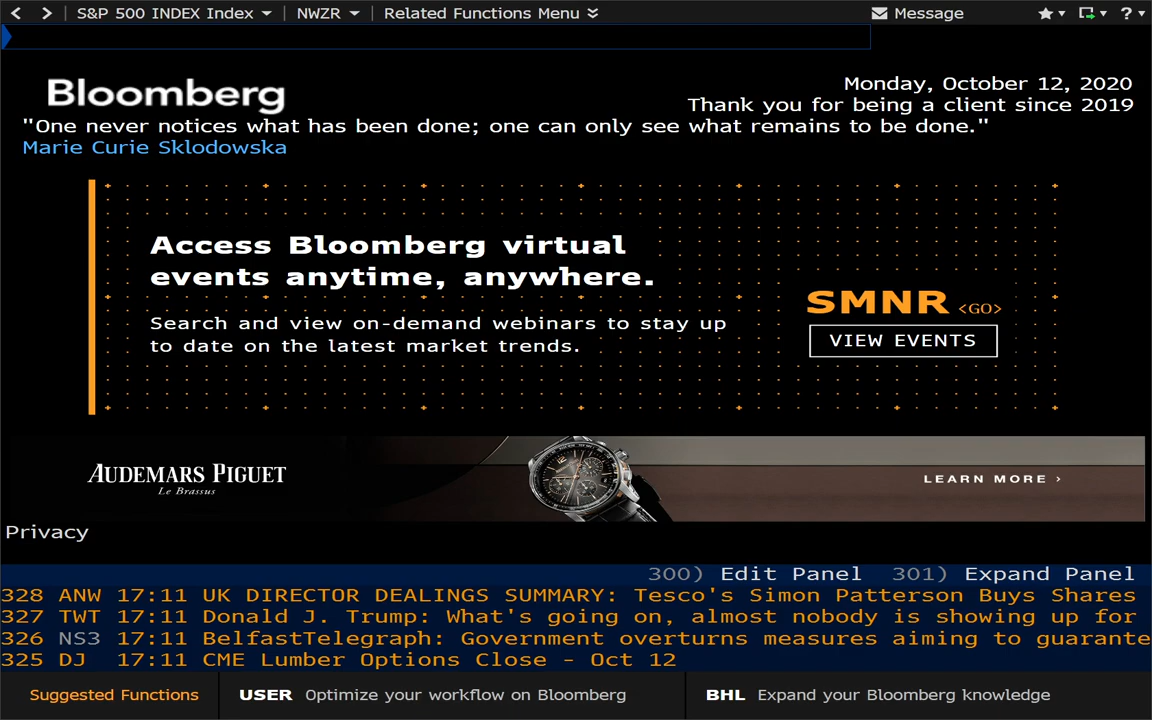 S&P 500 INDEX Index NWZR Related Functions Menu Message ?
Bloomberg
Monday, October 12, 2020
Thank you for being a client since 2019
"One never notices what has been done; one can only see what remains to be done."
Marie Curie Sklodowska
Access Bloomberg virtual
events anytime, anywhere.
Search and view on-demand webinars to stay up
to date on the latest market trends.
SMNR <GO>
VIEW EVENTS
AUDEMARS PIGUET
Le Brassus
LEARN MORE ›
Privacy
300) Edit Panel 301) Expand Panel
328 ANW 17:11 UK DIRECTOR DEALINGS SUMMARY: Tesco's Simon Patterson Buys Shares
327 TWT 17:11 Donald J. Trump: What's going on, almost nobody is showing up for
326 NS3 17:11 BelfastTelegraph: Government overturns measures aiming to guarante
325 DJ 17:11 CME Lumber Options Close - Oct 12
Suggested Functions USER Optimize your workflow on Bloomberg BHL Expand your Bloomberg knowledge